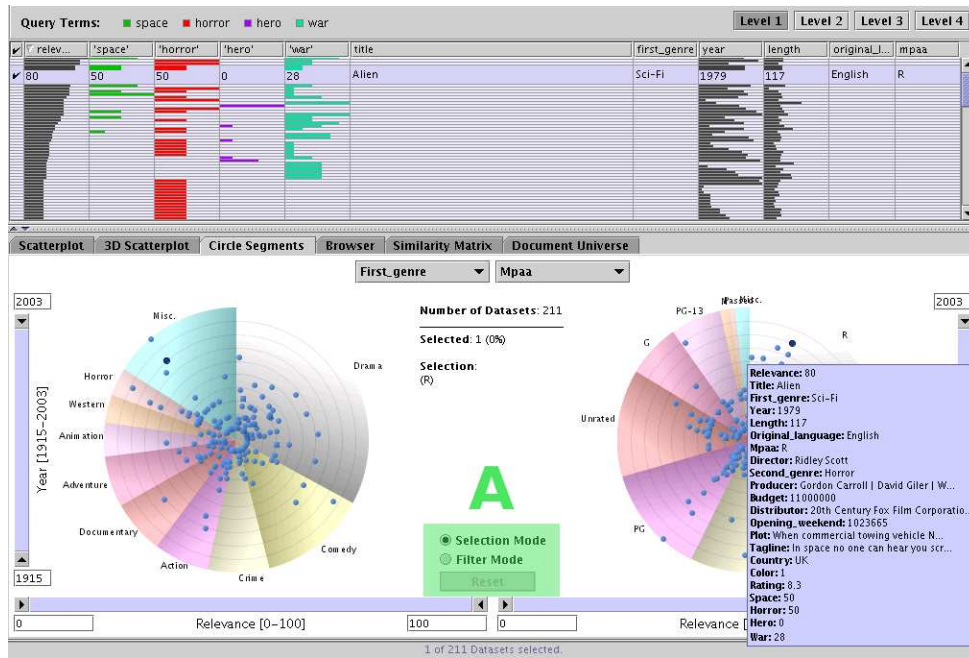 Query Terms: space horror hero war Level 1 Level 2 Level 3 Level 4
relev... 'space' 'horror' 'hero' 'war' title first_genre year length original_l... mpaa
80 50 50 0 28 Alien Sci-Fi 1979 117 English R
Scatterplot 3D Scatterplot Circle Segments Browser Similarity Matrix Document Universe
First_genre Mpaa
2003
Year [1915-2003]
1915
Misc.
Drama
Horror
Western
Animation
Adventure
Documentary
Action
Crime
Comedy
Number of Datasets: 211
Selected: 1 (0%)
Selection:
(R)
A
Selection Mode
Filter Mode
Reset
2003
Passed Misc.
PG-13
R
G
Unrated
PG
Relevance: 80
Title: Alien
First_genre: Sci-Fi
Year: 1979
Length: 117
Original_language: English
Mpaa: R
Director: Ridley Scott
Second_genre: Horror
Producer: Gordon Carroll | David Giler | W...
Budget: 11000000
Distributor: 20th Century Fox Film Corporatio...
Opening_weekend: 1023665
Plot: When commercial towing vehicle N...
Tagline: In space no one can hear you scr...
Country: UK
Color: 1
Rating: 8.3
Space: 50
Horror: 50
Hero: 0
War: 28
0 Relevance [0-100] 100 0 Relevance [
1 of 211 Datasets selected.